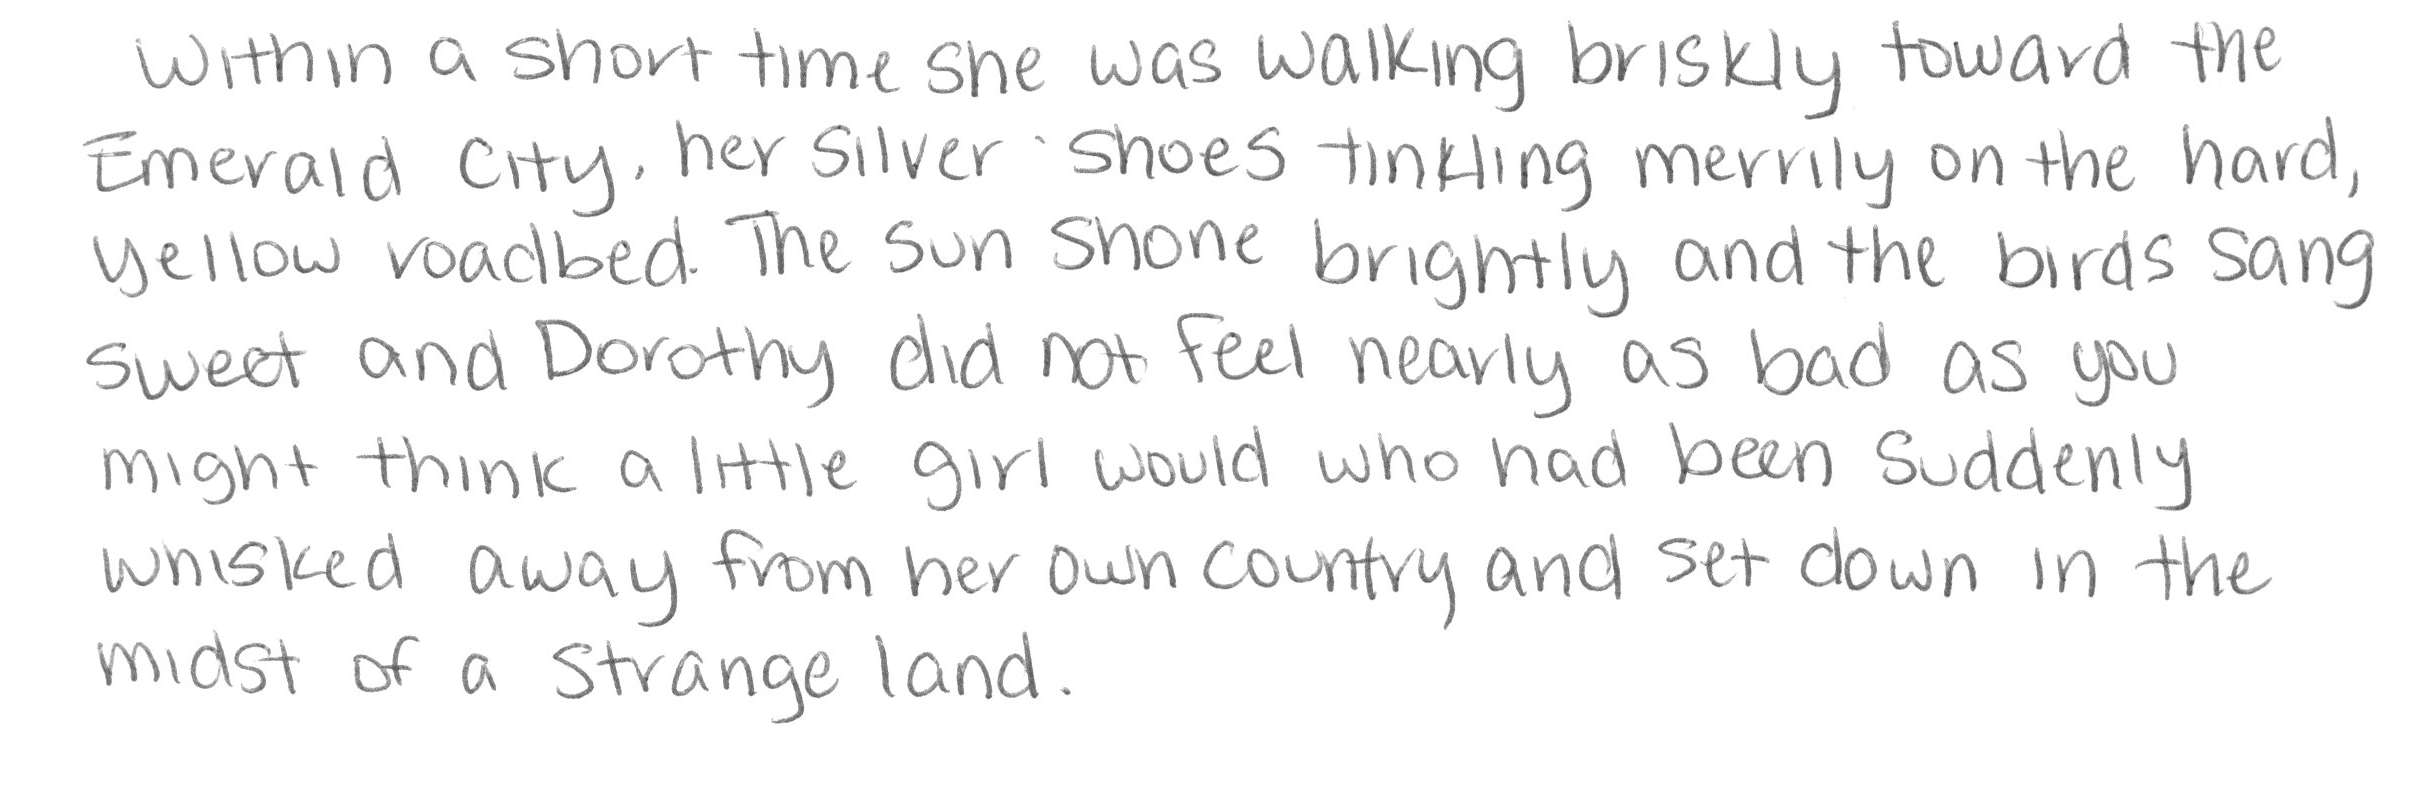 Within a short time she was walking briskly toward the
Emerald City, her silver shoes tinkling merrily on the hard,
yellow roadbed. The sun shone brightly and the birds sang
sweet and Dorothy did not feel nearly as bad as you
might think a little girl would who had been suddenly
whisked away from her own country and set down in the
midst of a strange land.